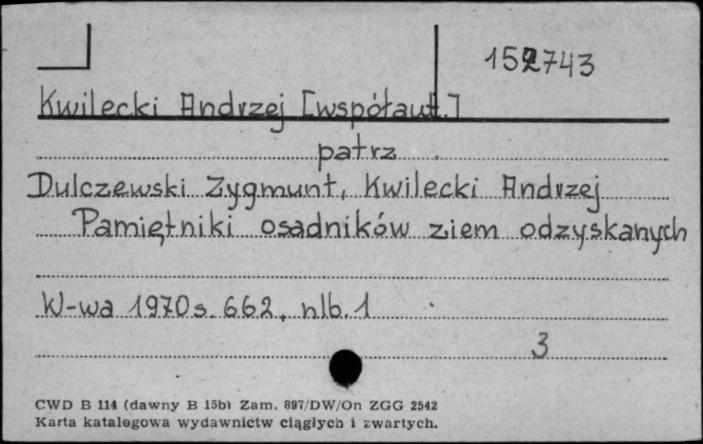 152743
Kwilecki Andrzej [współaut.]
patrz
Dulczewski Zygmunt, Kwilecki Andrzej
Pamiętniki osadników ziem odzyskanych
W-wa 1970 s. 662, nlb. 1
3
CWD B 114 (dawny B 15b) Zam. 897/DW/On ZGG 2542
Karta katalogowa wydawnictw ciągłych i zwartych.